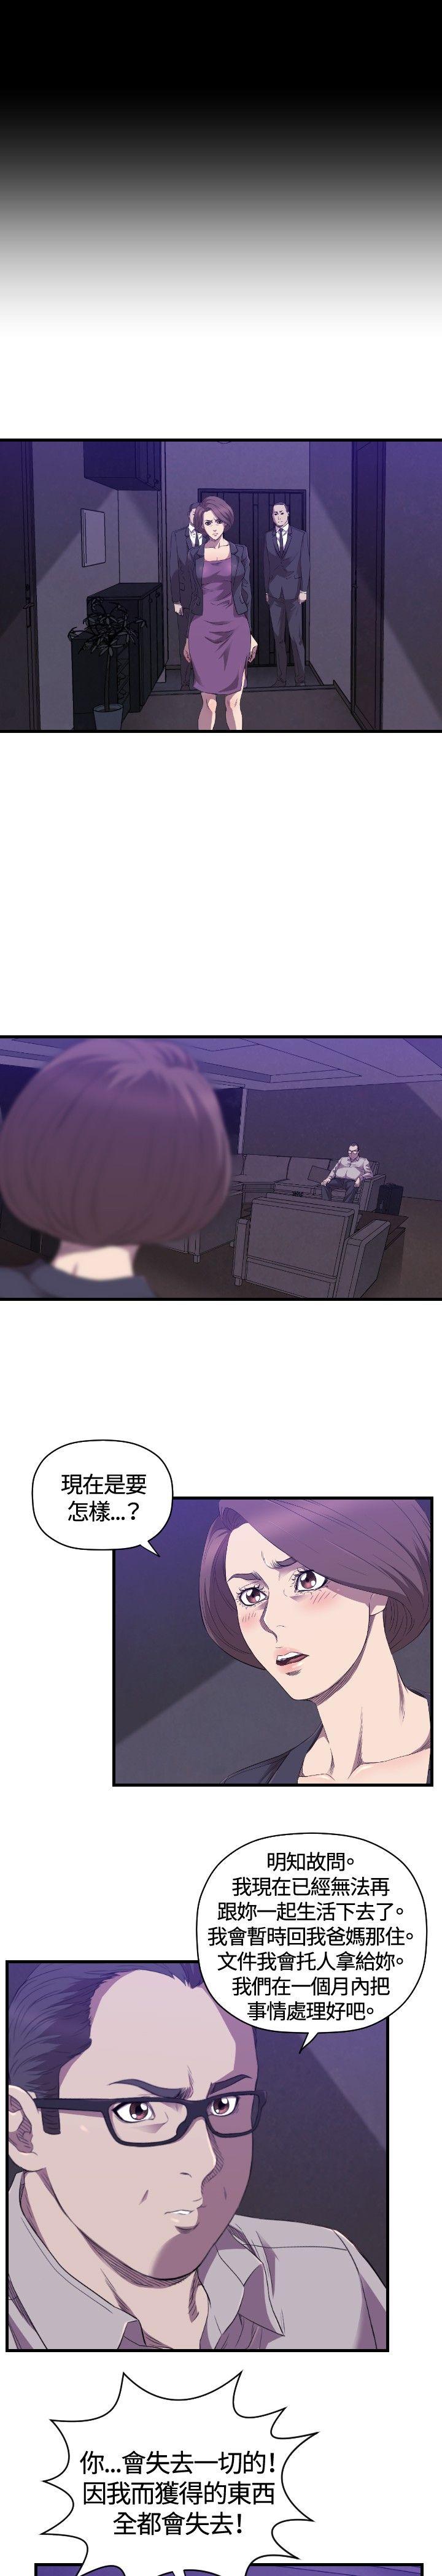 現在是要
怎樣...？
明知故問。
我現在已經無法再
跟妳一起生活下去了。
我會暫時回我爸媽那住。
文件我會托人拿給妳。
我們在一個月內把
事情處理好吧。
你...會失去一切的！
因我而獲得的東西
全都會失去！